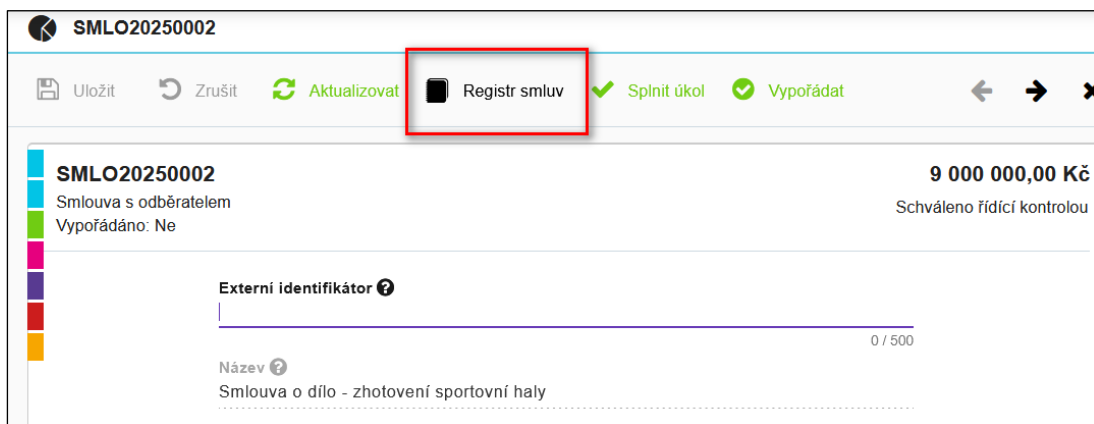 SMLO20250002
Uložit Zrušit Aktualizovat Registr smluv Splnit úkol Vypořádat
SMLO20250002 9 000 000,00 Kč
Smlouva s odběratelem Schváleno řídící kontrolou
Vypořádáno: Ne
Externí identifikátor
0 / 500
Název
Smlouva o dílo - zhotovení sportovní haly